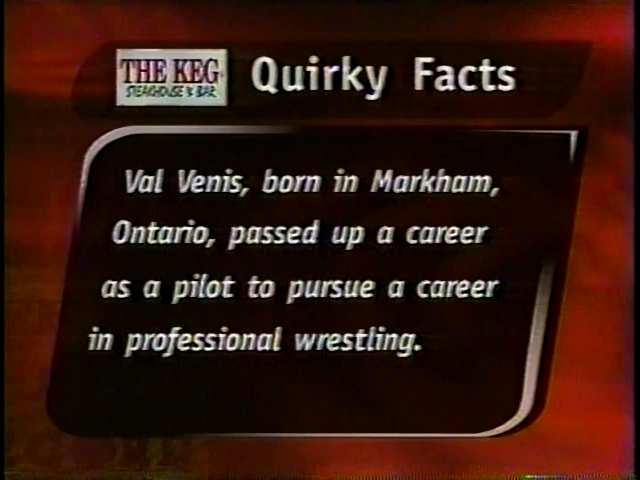 THE KEG
STEAKHOUSE & BAR
Quirky Facts
Val Venis, born in Markham,
Ontario, passed up a career
as a pilot to pursue a career
in professional wrestling.